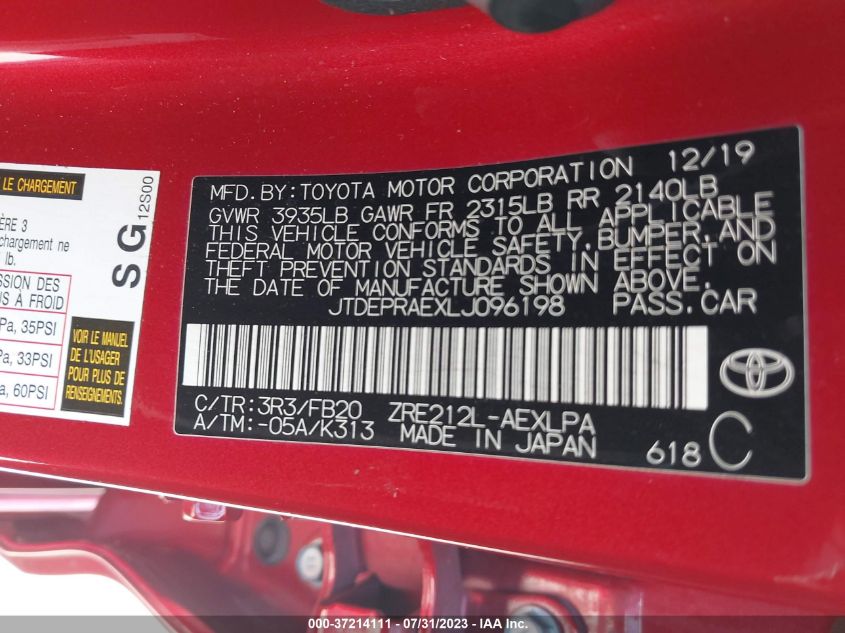 MFD. BY: TOYOTA MOTOR CORPORATION 12/19
GVWR 3935LB GAWR FR 2315LB RR 2140LB
THIS VEHICLE CONFORMS TO ALL APPLICABLE
FEDERAL MOTOR VEHICLE SAFETY, BUMPER, AND
THEFT PREVENTION STANDARDS IN EFFECT ON
THE DATE OF MANUFACTURE SHOWN ABOVE.
JTDEPRAEXLJ096198 PASS.CAR
C/TR: 3R3/FB20 ZRE212L-AEXLPA
A/TM: -05A/K313 MADE IN JAPAN
618 C
LE CHARGEMENT
3
chargement ne
lb.
SION DES
S À FROID
Pa, 35PSI
Pa, 33PSI
a, 60PSI
VOIR LE MANUEL
DE L'USAGER
POUR PLUS DE
RENSEIGNEMENTS
SG
12S00
000-37214111 - 07/31/2023 - IAAI.com